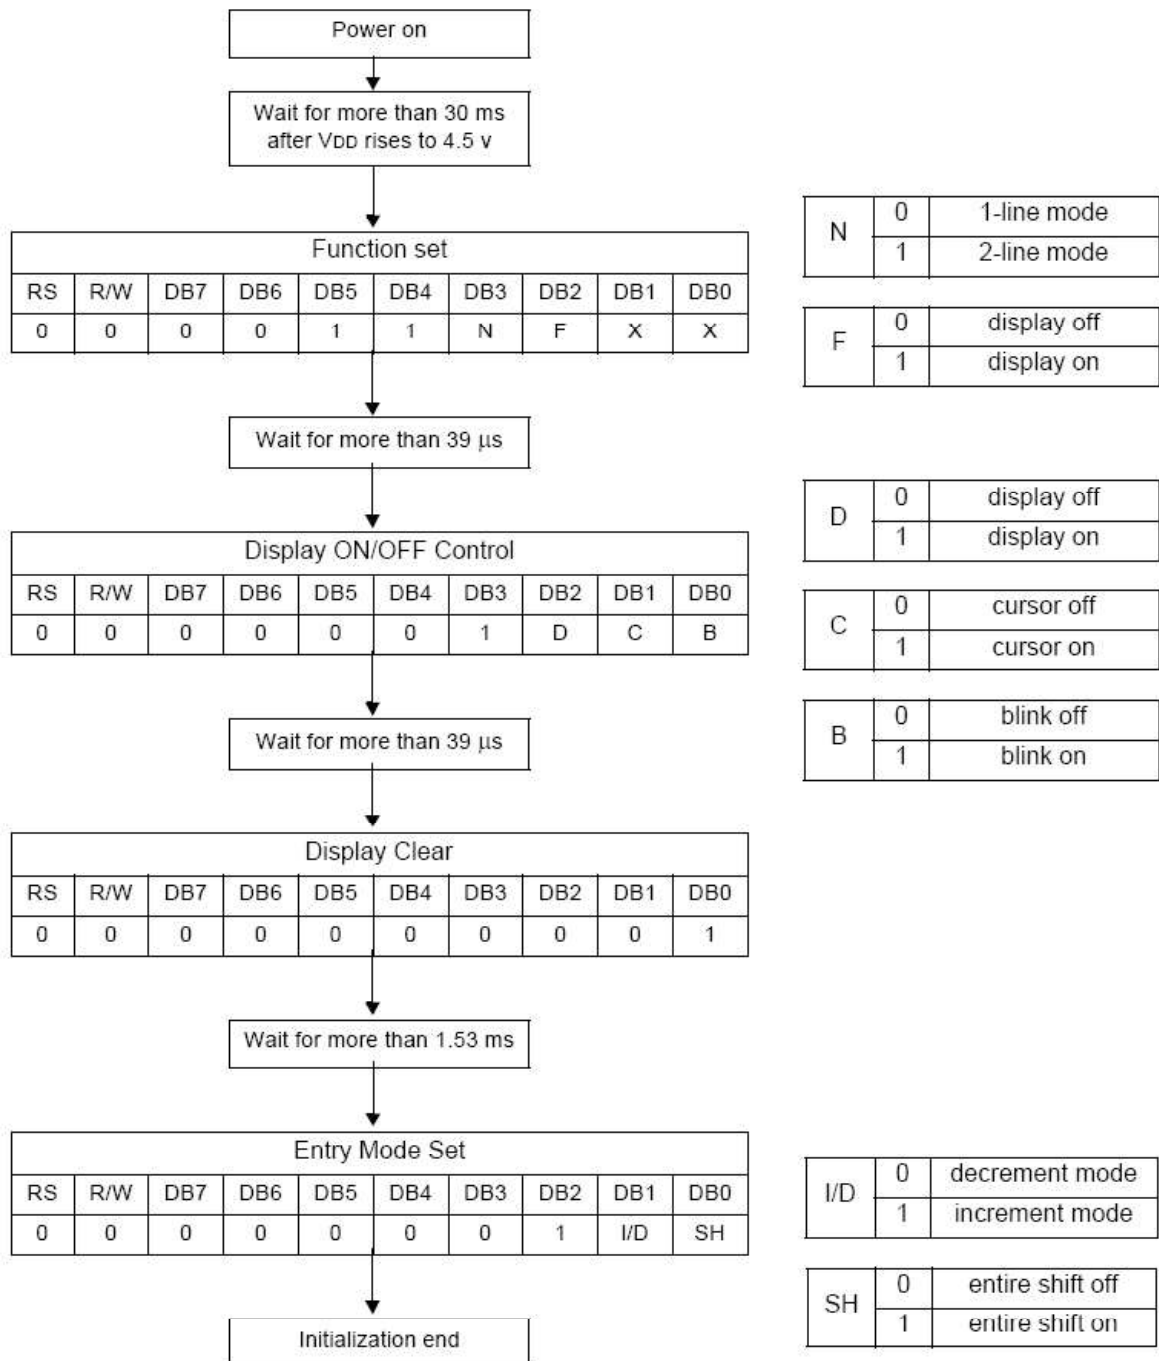 Power on
Wait for more than 30 ms
after VDD rises to 4.5 v
Function set
RS R/W DB7 DB6 DB5 DB4 DB3 DB2 DB1 DB0
0 0 0 0 1 1 N F X X
N 0 1-line mode
1 2-line mode
F 0 display off
1 display on
Wait for more than 39 μs
Display ON/OFF Control
RS R/W DB7 DB6 DB5 DB4 DB3 DB2 DB1 DB0
0 0 0 0 0 0 1 D C B
D 0 display off
1 display on
C 0 cursor off
1 cursor on
B 0 blink off
1 blink on
Wait for more than 39 μs
Display Clear
RS R/W DB7 DB6 DB5 DB4 DB3 DB2 DB1 DB0
0 0 0 0 0 0 0 0 0 1
Wait for more than 1.53 ms
Entry Mode Set
RS R/W DB7 DB6 DB5 DB4 DB3 DB2 DB1 DB0
0 0 0 0 0 0 0 1 I/D SH
I/D 0 decrement mode
1 increment mode
SH 0 entire shift off
1 entire shift on
Initialization end